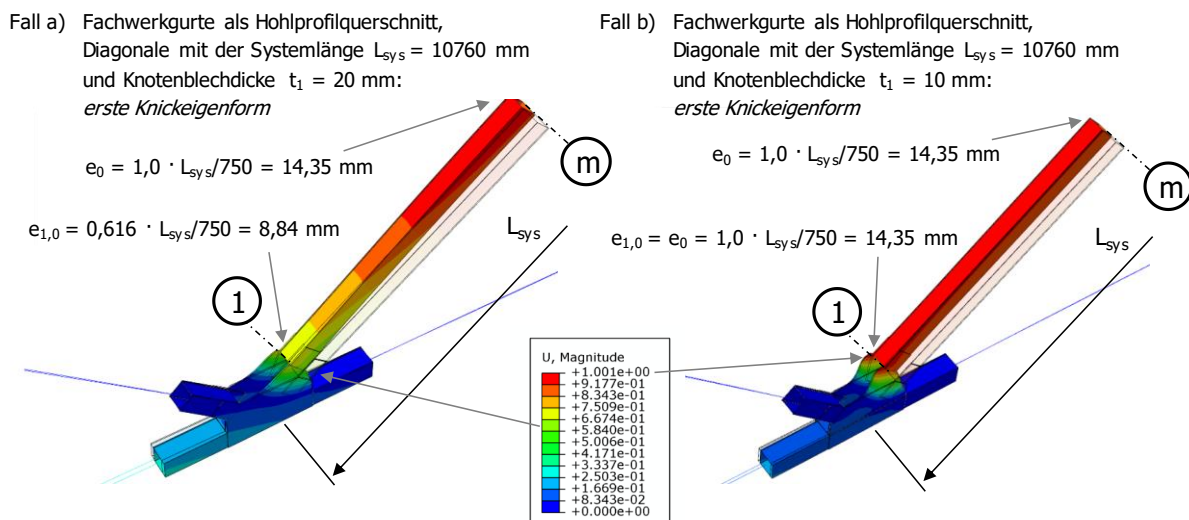 Fall a) Fachwerkgurte als Hohlprofilquerschnitt,
Diagonale mit der Systemlänge Lsys = 10760 mm
und Knotenblechdicke t1 = 20 mm:
erste Knickeigenform
e0 = 1,0 · Lsys/750 = 14,35 mm
e1,0 = 0,616 · Lsys/750 = 8,84 mm
m
Lsys
1
Fall b) Fachwerkgurte als Hohlprofilquerschnitt,
Diagonale mit der Systemlänge Lsys = 10760 mm
und Knotenblechdicke t1 = 10 mm:
erste Knickeigenform
e0 = 1,0 · Lsys/750 = 14,35 mm
e1,0 = e0 = 1,0 · Lsys/750 = 14,35 mm
m
Lsys
1
U, Magnitude
+1.001e+00
+9.177e-01
+8.343e-01
+7.509e-01
+6.674e-01
+5.840e-01
+5.006e-01
+4.171e-01
+3.337e-01
+2.503e-01
+1.669e-01
+8.343e-02
+0.000e+00